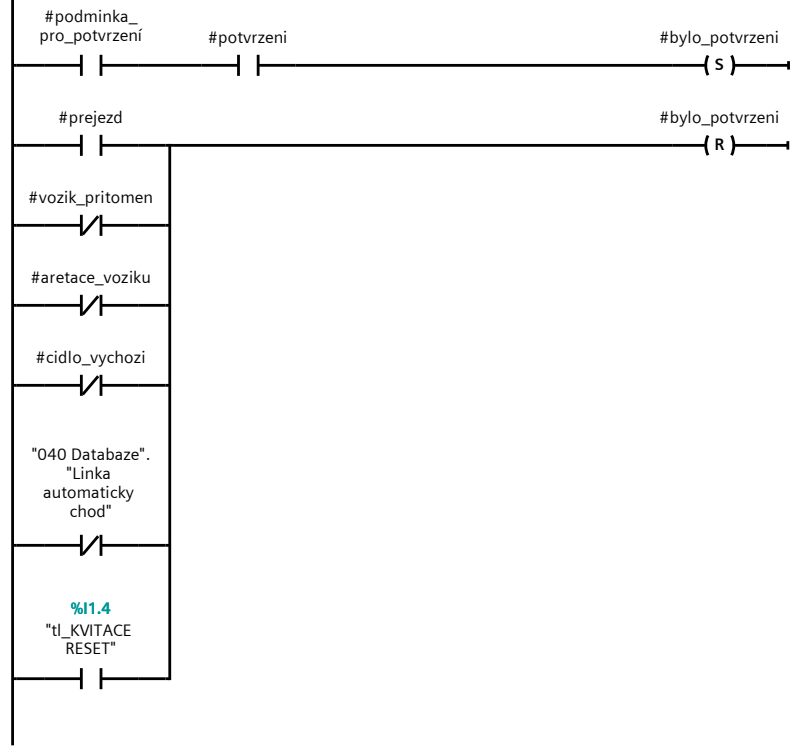 #podminka_
pro_potvrzení
#potvrzeni
#bylo_potvrzeni
S
#prejezd
#bylo_potvrzeni
R
#vozik_pritomen
#aretace_voziku
#cidlo_vychozi
"040 Databaze".
"Linka
automaticky
chod"
%I1.4
"tl_KVITACE
RESET"